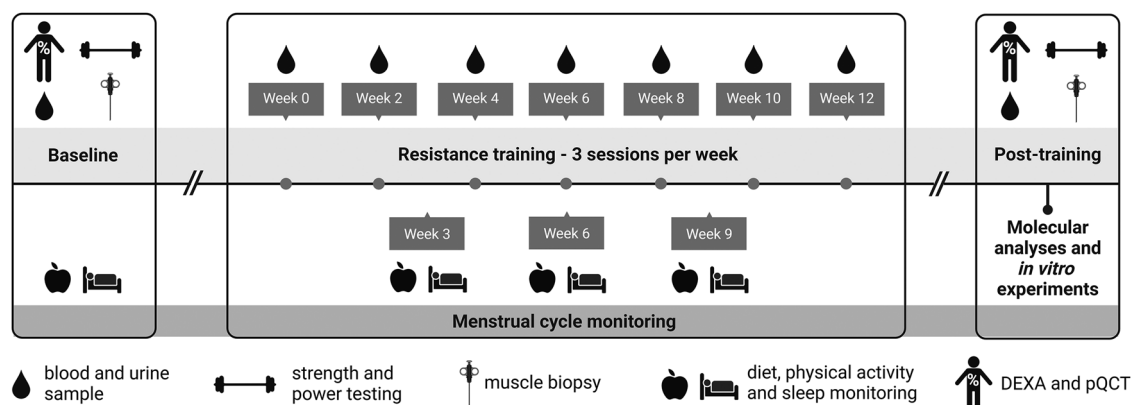 %
Week 0
Week 2
Week 4
Week 6
Week 8
Week 10
Week 12
%
Baseline
Resistance training - 3 sessions per week
Post-training
Week 3
Week 6
Week 9
Molecular
analyses and
in vitro
experiments
Menstrual cycle monitoring
blood and urine
sample
strength and
power testing
muscle biopsy
diet, physical activity
and sleep monitoring
%
DEXA and pQCT